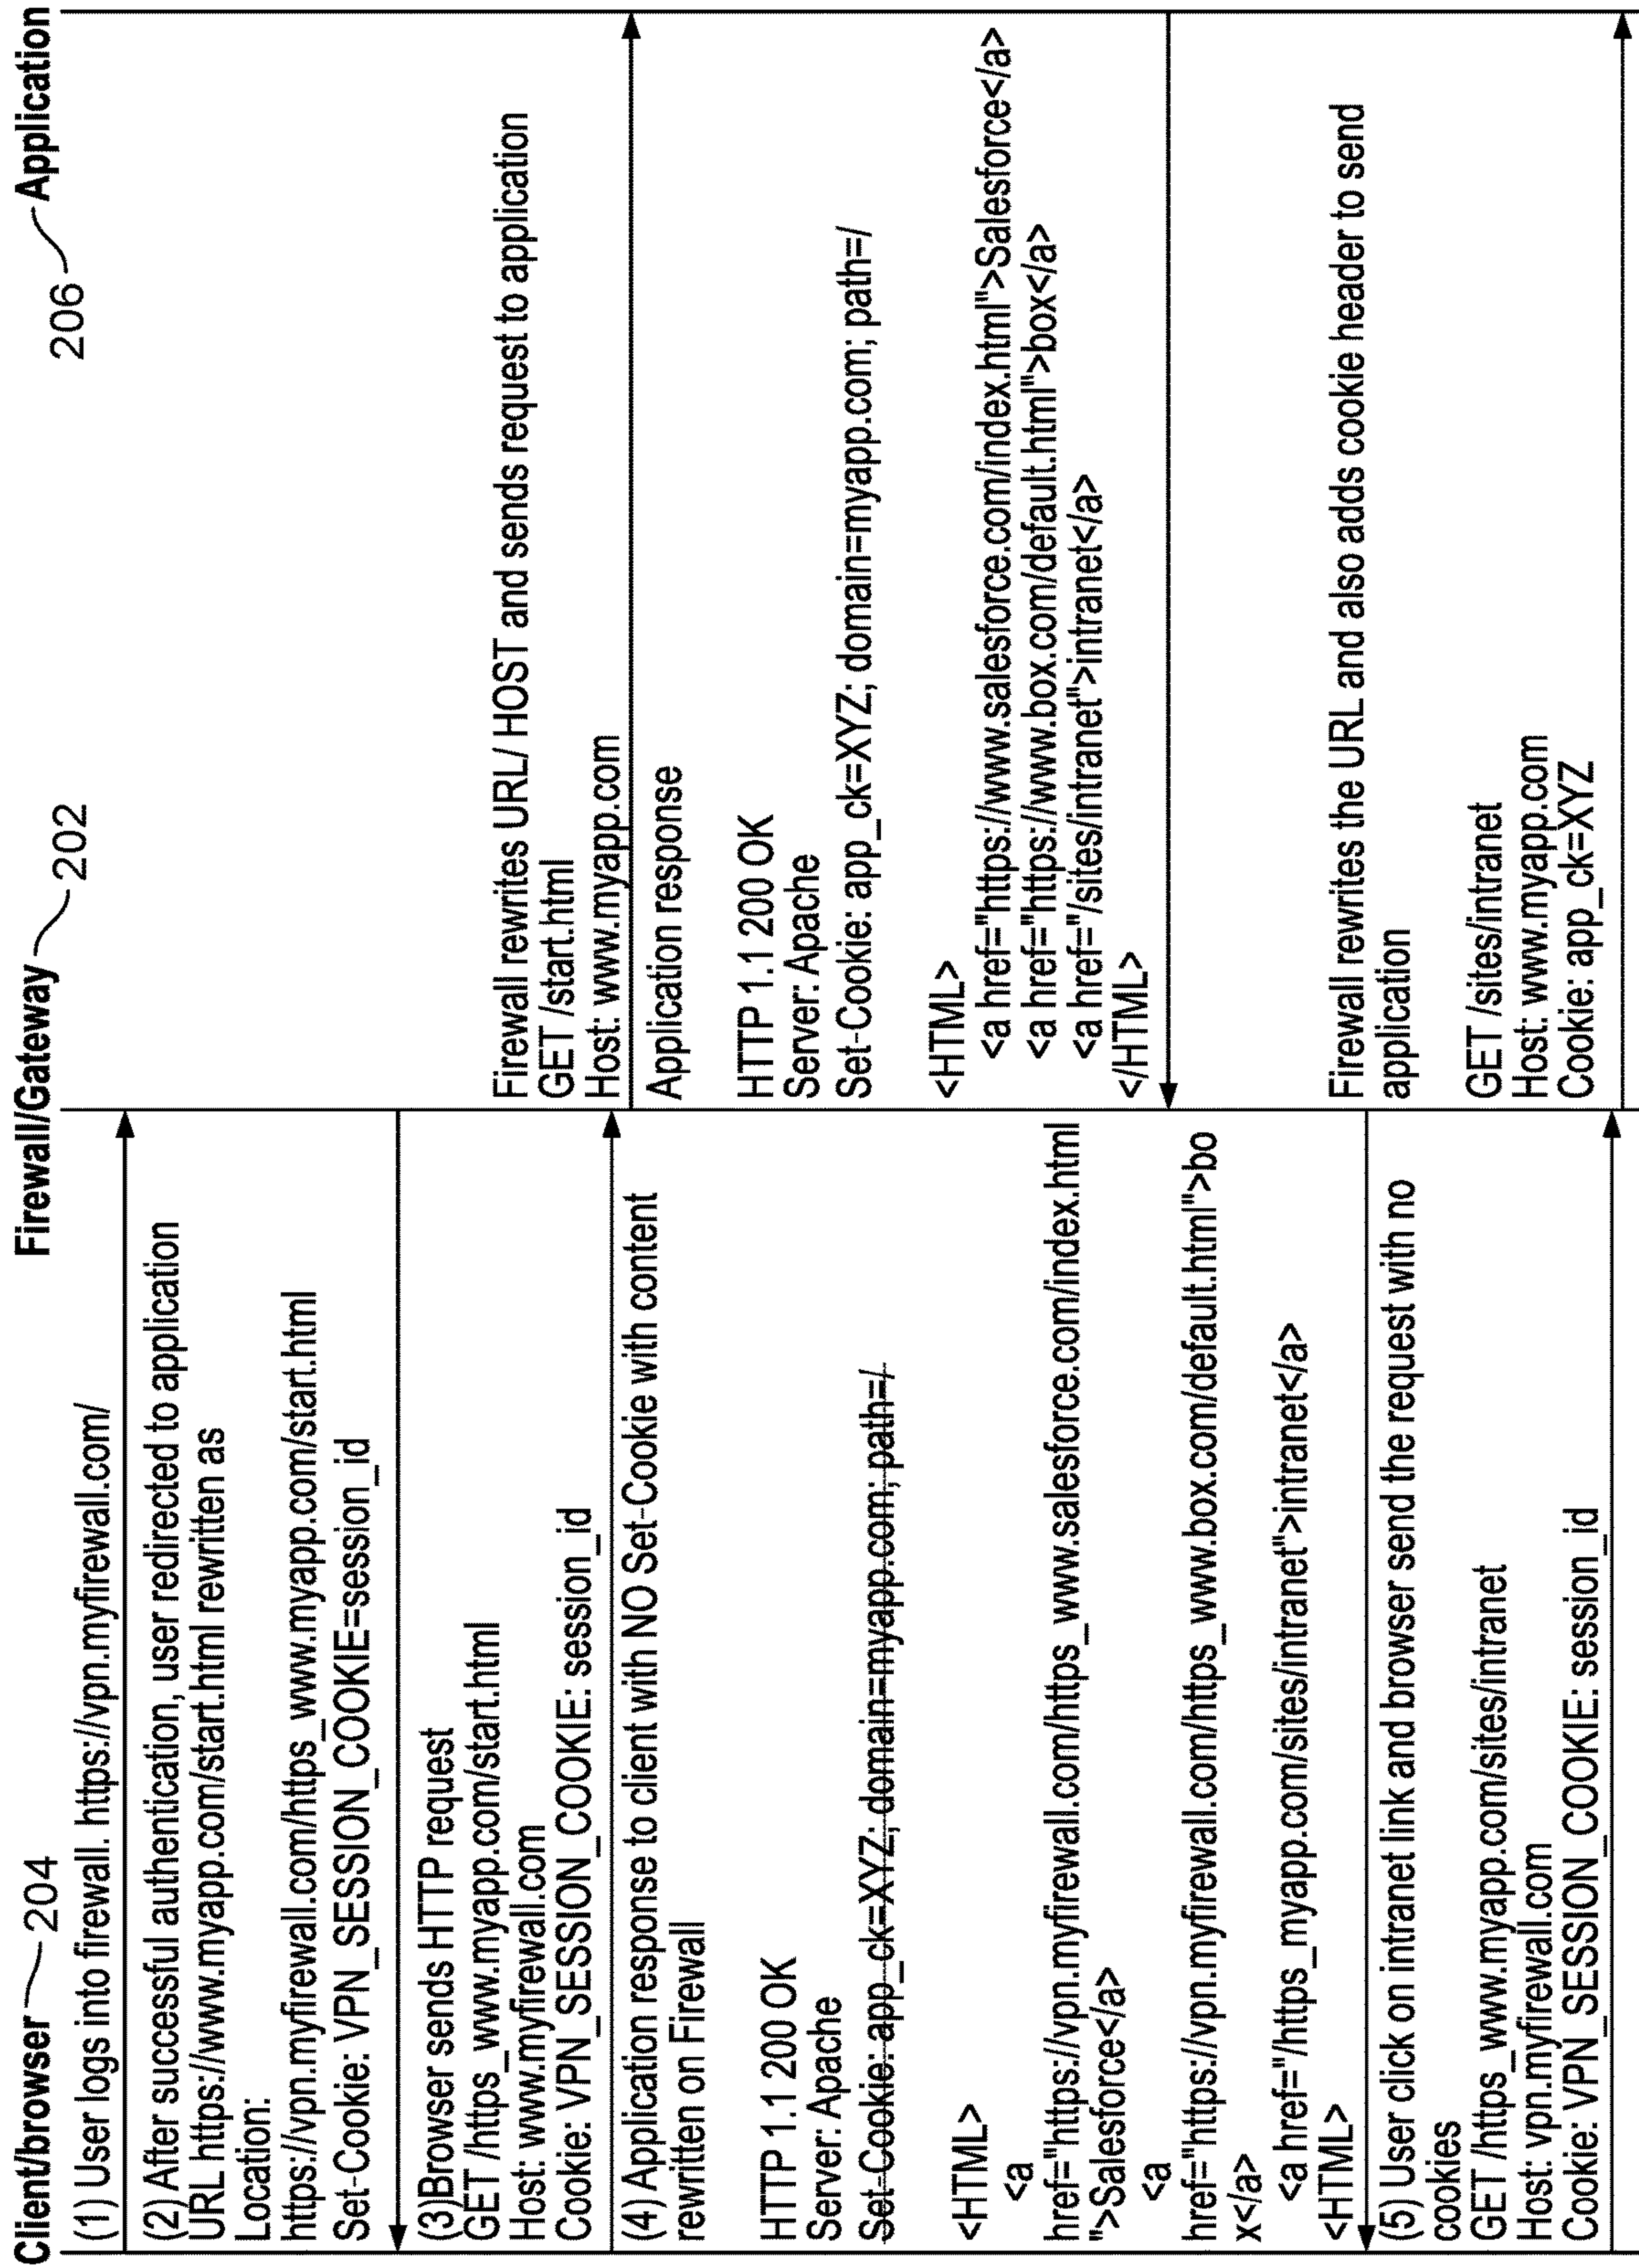 Client/browser 204
Firewall/Gateway 202
206 Application
(1) User logs into firewall. https://vpn.myfirewall.com/
(2) After successful authentication, user redirected to application
URL https://www.myapp.com/start.html rewritten as
Location:
https://vpn.myfirewall.com/https_www.myapp.com/start.html
Set-Cookie: VPN_SESSION_COOKIE=session_id
(3)Browser sends HTTP request
GET /https_www.myapp.com/start.html
Host: www.myfirewall.com
Cookie: VPN_SESSION_COOKIE: session_id
Firewall rewrites URL/ HOST and sends request to application
GET /start.html
Host: www.myapp.com
Application response
HTTP 1.1 200 OK
Server: Apache
Set-Cookie: app_ck=XYZ; domain=myapp.com; path=/
<HTML>
<a href="https://www.salesforce.com/index.html">Salesforce</a>
<a href="https://www.box.com/default.html">box</a>
<a href="/sites/intranet">intranet</a>
</HTML>
(4) Application response to client with NO Set-Cookie with content
rewritten on Firewall
HTTP 1.1 200 OK
Server: Apache
Set-Cookie: app_ck=XYZ; domain=myapp.com; path=/
<HTML>
<a
href="https://vpn.myfirewall.com/https_www.salesforce.com/index.html
">Salesforce</a>
<a
href="https://vpn.myfirewall.com/https_www.box.com/default.html">bo
x</a>
<a href="/https_myapp.com/sites/intranet">intranet</a>
<HTML>
(5) User click on intranet link and browser send the request with no
cookies
GET /https_www.myapp.com/sites/intranet
Host: vpn.myfirewall.com
Cookie: VPN_SESSION_COOKIE: session_id
Firewall rewrites the URL and also adds cookie header to send
application
GET /sites/intranet
Host: www.myapp.com
Cookie: app_ck=XYZ